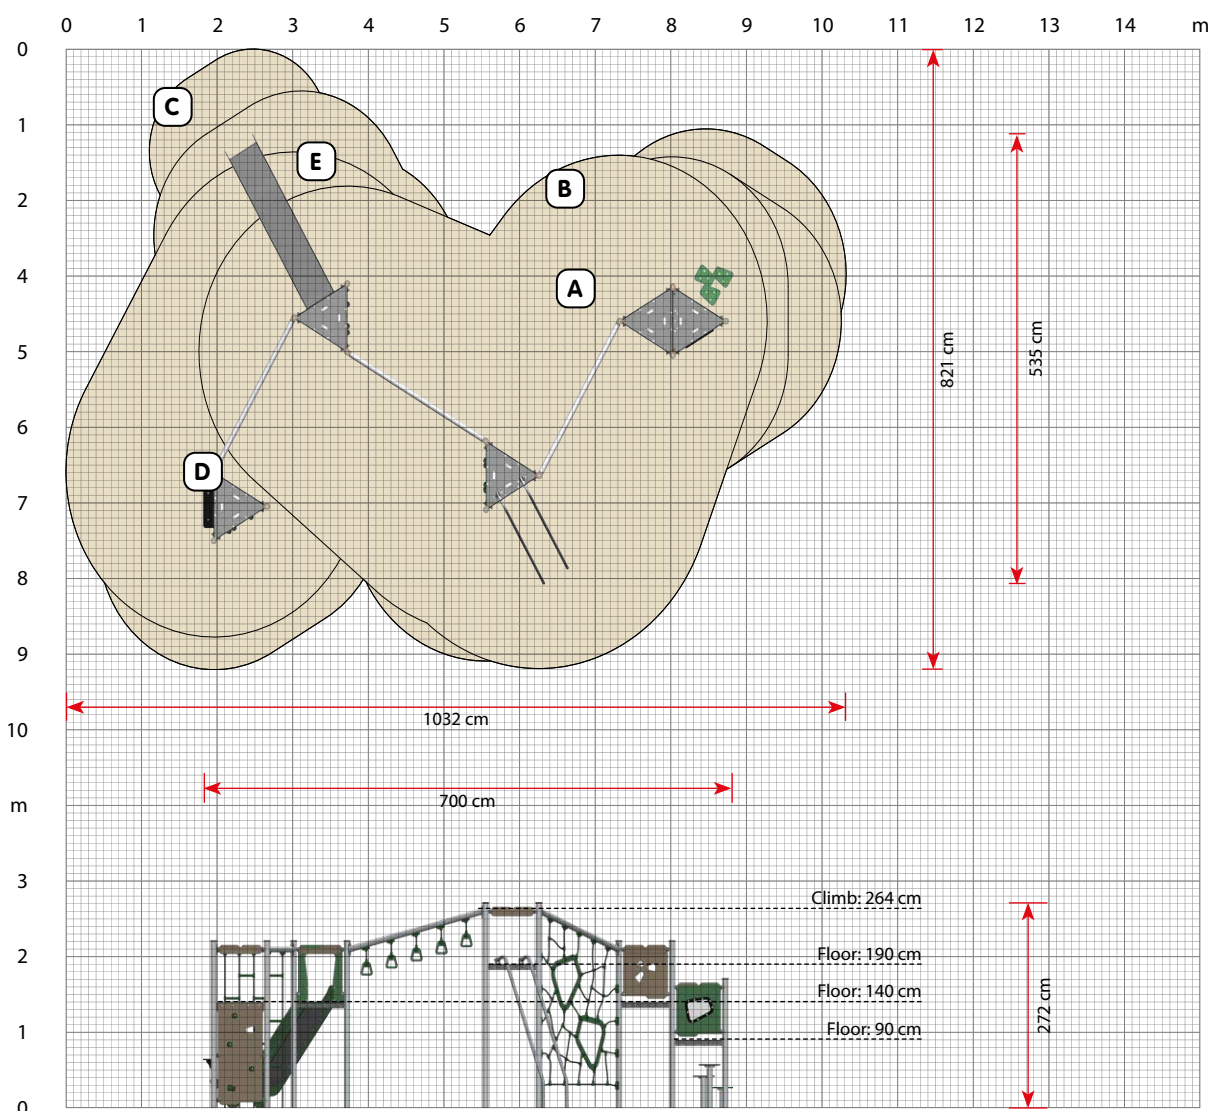 0 1 2 3 4 5 6 7 8 9 10 11 12 13 14 m
0
C
1
E
B
2
3
A
4
5
821 cm
535 cm
6
D
7
8
9
1032 cm
10
700 cm
m
3
Climb: 264 cm
2
Floor: 190 cm
Floor: 140 cm
272 cm
1
Floor: 90 cm
0